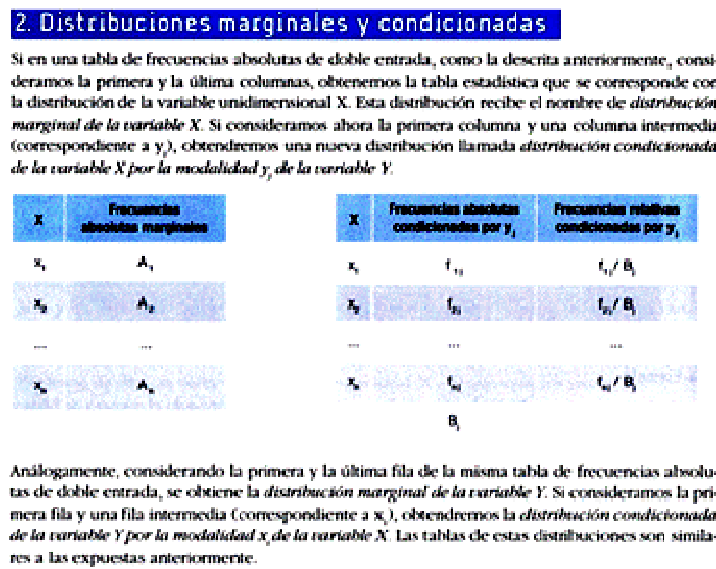 2. Distribuciones marginales y condicionadas
Si en una tabla de frecuencias absolutas de doble entrada, como la descrita anteriormente, consi-
deramos la primera y la última columnas, obtenemos la tabla estadística que se corresponde con
la distribución de la variable unidimensional X. Esta distribución recibe el nombre de distribución
marginal de la variable X. Si consideramos ahora la primera columna y una columna intermedia
(correspondiente a yj), obtendremos una nueva distribución llamada distribución condicionada
de la variable X por la modalidad yj de la variable Y.
X Frecuencias absolutas marginales
x1 A1
x2 A2
... ...
xn An
X Frecuencias absolutas condicionadas por yj Frecuencias relativas condicionadas por yj
x1 f1j f1j/ Bj
x2 f2j f2j/ Bj
... ... ...
xn fnj fnj/ Bj
Bj
Análogamente, considerando la primera y la última fila de la misma tabla de frecuencias absolu-
tas de doble entrada, se obtiene la distribución marginal de la variable Y. Si consideramos la pri-
mera fila y una fila intermedia (correspondiente a xi), obtendremos la distribución condicionada
de la variable Y por la modalidad xi de la variable X. Las tablas de estas distribuciones son simila-
res a las expuestas anteriormente.